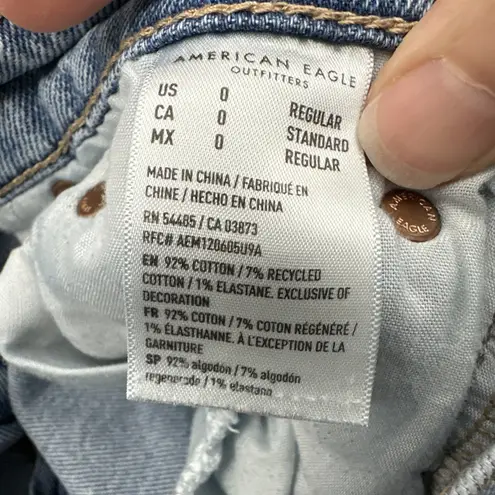 AMERICAN EAGLE
OUTFITTERS
US 0 REGULAR
CA 0 STANDARD
MX 0 REGULAR
MADE IN CHINA / FABRIQUÉ EN
CHINE / HECHO EN CHINA
RN 54485 / CA 03873
RFC# AEM120605U9A
EN 92% COTTON / 7% RECYCLED
COTTON / 1% ELASTANE. EXCLUSIVE OF
DECORATION
FR 92% COTON / 7% COTON RÉGÉNÉRÉ /
1% ÉLASTHANNE. À L'EXCEPTION DE LA
GARNITURE
SP 92% algodón / 7% algodón
regenerado / 1% elastano
AMERICAN
EAGLE